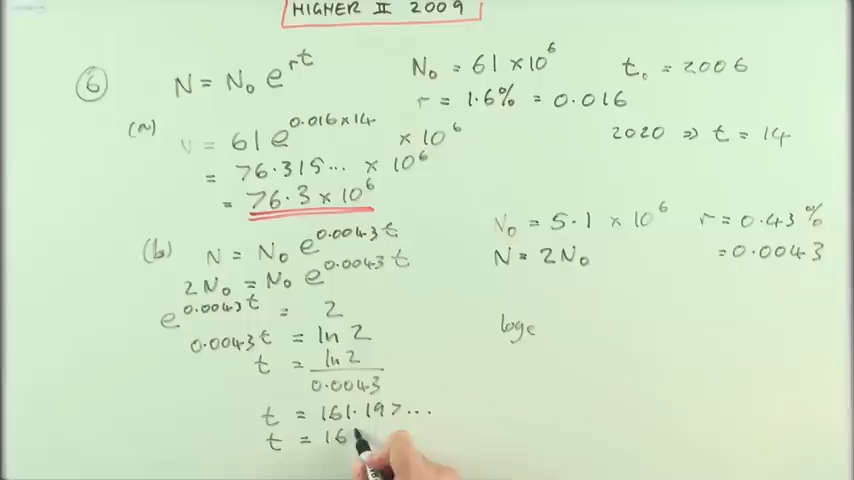 HIGHER II 2009
6 N = N₀ e^rt N₀ = 61 × 10⁶ t₀ = 2006
r = 1.6% = 0.016
(a) N = 61 e^0.016×14 × 10⁶ 2020 ⇒ t = 14
= 76.315... × 10⁶
= 76.3 × 10⁶
N₀ = 5.1 × 10⁶ r = 0.43%
(b) N = N₀ e^0.0043t N = 2N₀ = 0.0043
2N₀ = N₀ e^0.0043t
e^0.0043t = 2
0.0043t = ln 2 loge
t = ln 2 / 0.0043
t = 161.197...
t = 16